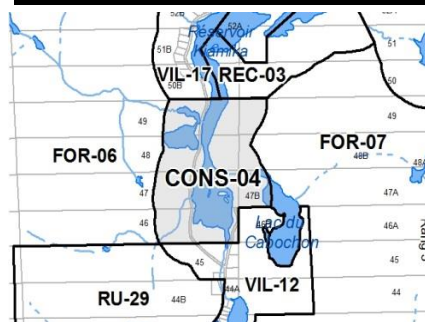 52B
52A
Réservoir
Kiamika
51B
51
VIL-17 REC-03
50B
50
49
49
FOR-07
FOR-06
48
48B
48A
CONS-04
47
47B
47A
46
Lac du
Cabochon
46A
45
45
VIL-12
RU-29
44B
44A
44